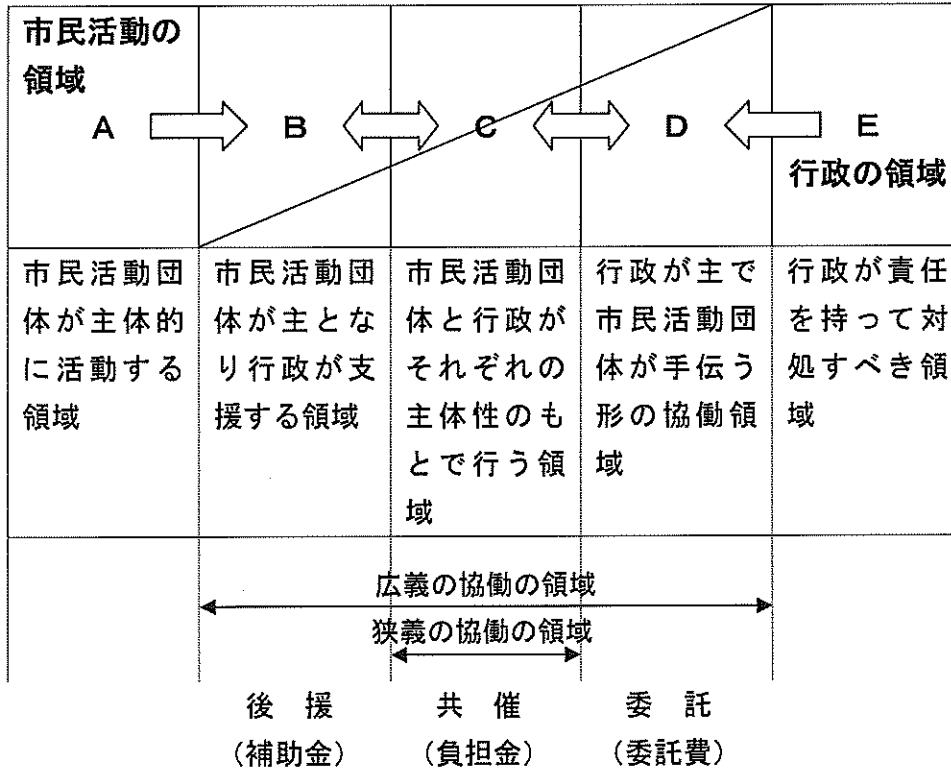 市民活動の
領域
A
B
C
D
E
行政の領域
市民活動団
体が主体的
に活動する
領域
市民活動団
体が主とな
り行政が支
援する領域
市民活動団
体と行政が
それぞれの
主体性のも
とで行う領
域
行政が主で
市民活動団
体が手伝う
形の協働領
域
行政が責任
を持って対
処すべき領
域
広義の協働の領域
狭義の協働の領域
後 援
（補助金）
共 催
（負担金）
委 託
（委託費）